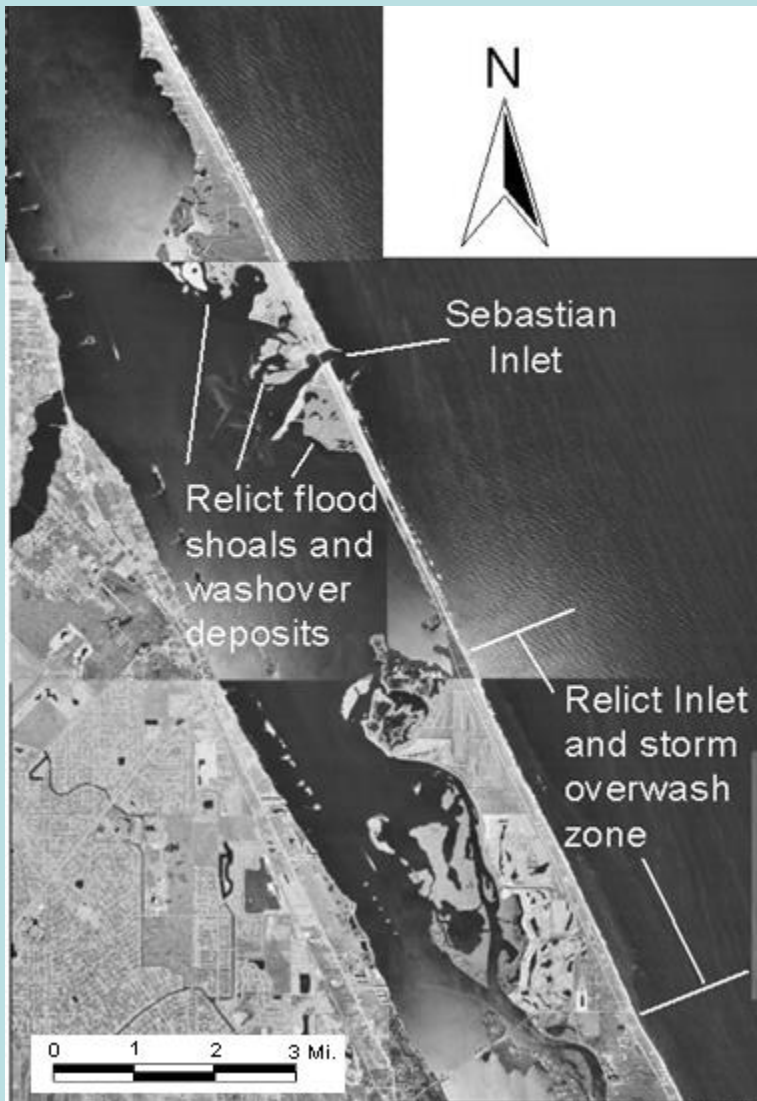 N
Sebastian
Inlet
Relict flood
shoals and
washover
deposits
Relict Inlet
and storm
overwash
zone
0 1 2 3 Mi.